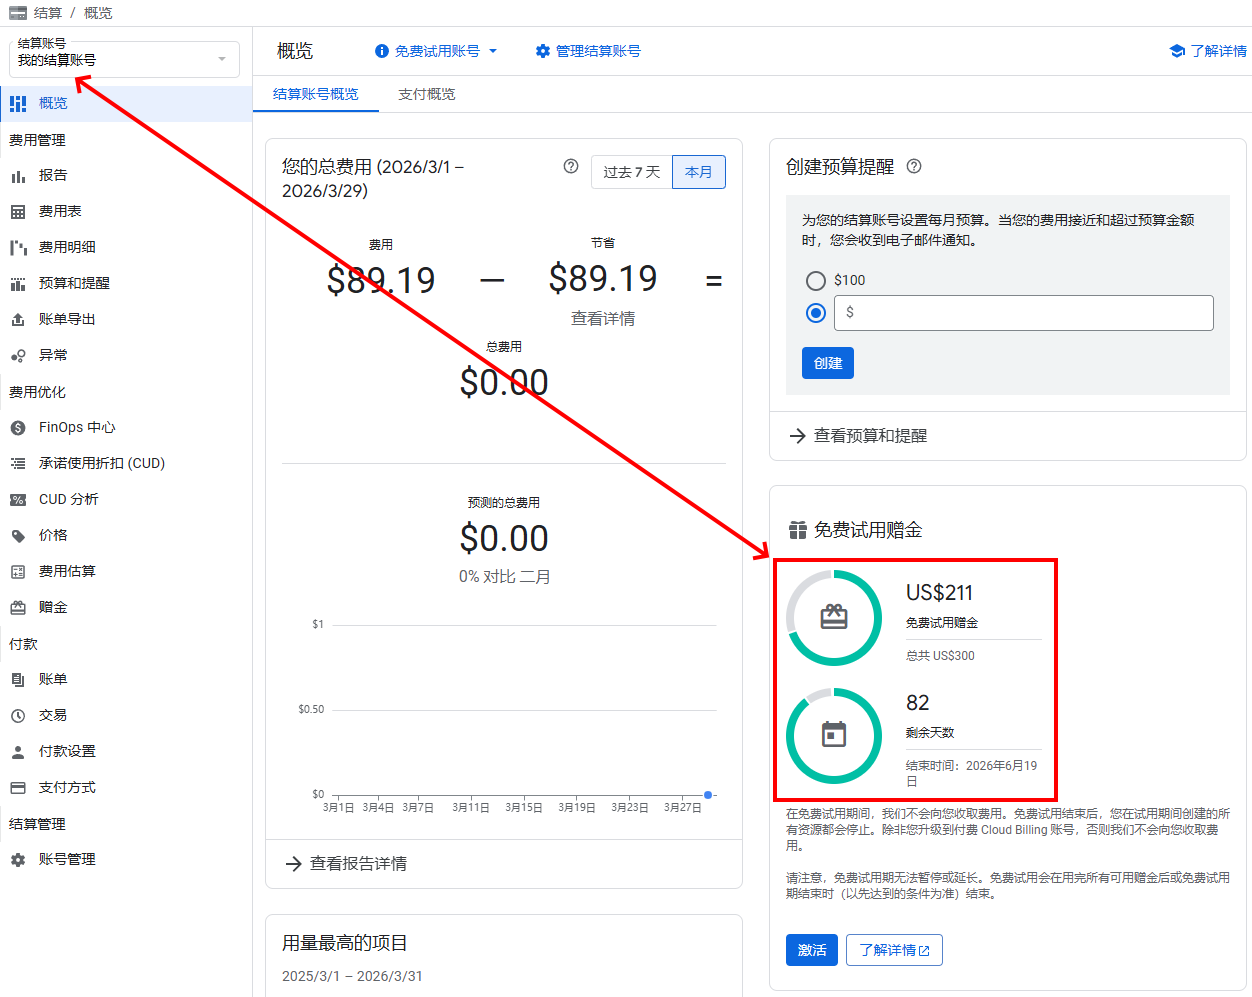 结算 / 概览
结算账号
我的结算账号
概览
费用管理
报告
费用表
费用明细
预算和提醒
账单导出
异常
费用优化
FinOps 中心
承诺使用折扣 (CUD)
CUD 分析
价格
费用估算
赠金
付款
账单
交易
付款设置
支付方式
结算管理
账号管理
概览
免费试用账号
管理结算账号
了解详情
结算账号概览
支付概览
您的总费用 (2026/3/1 –
2026/3/29)
过去 7 天
本月
费用
$89.19
—
节省
$89.19
=
查看详情
总费用
$0.00
预测的总费用
$0.00
0% 对比 二月
$1
$0.50
$0
3月1日 3月4日 3月7日 3月11日 3月15日 3月19日 3月23日 3月27日
查看报告详情
用量最高的项目
2025/3/1 – 2026/3/31
创建预算提醒
为您的结算账号设置每月预算。当您的费用接近和超过预算金额
时，您会收到电子邮件通知。
$100
$
创建
查看预算和提醒
免费试用赠金
US$211
免费试用赠金
总共 US$300
82
剩余天数
结束时间：2026年6月19
日
在免费试用期间，我们不会向您收取费用。免费试用结束后，您在试用期间创建的所
有资源都会停止。除非您升级到付费 Cloud Billing 账号，否则我们不会向您收取费
用。
请注意，免费试用期无法暂停或延长。免费试用会在用完所有可用赠金后或免费试用
期结束时（以先达到的条件为准）结束。
激活
了解详情